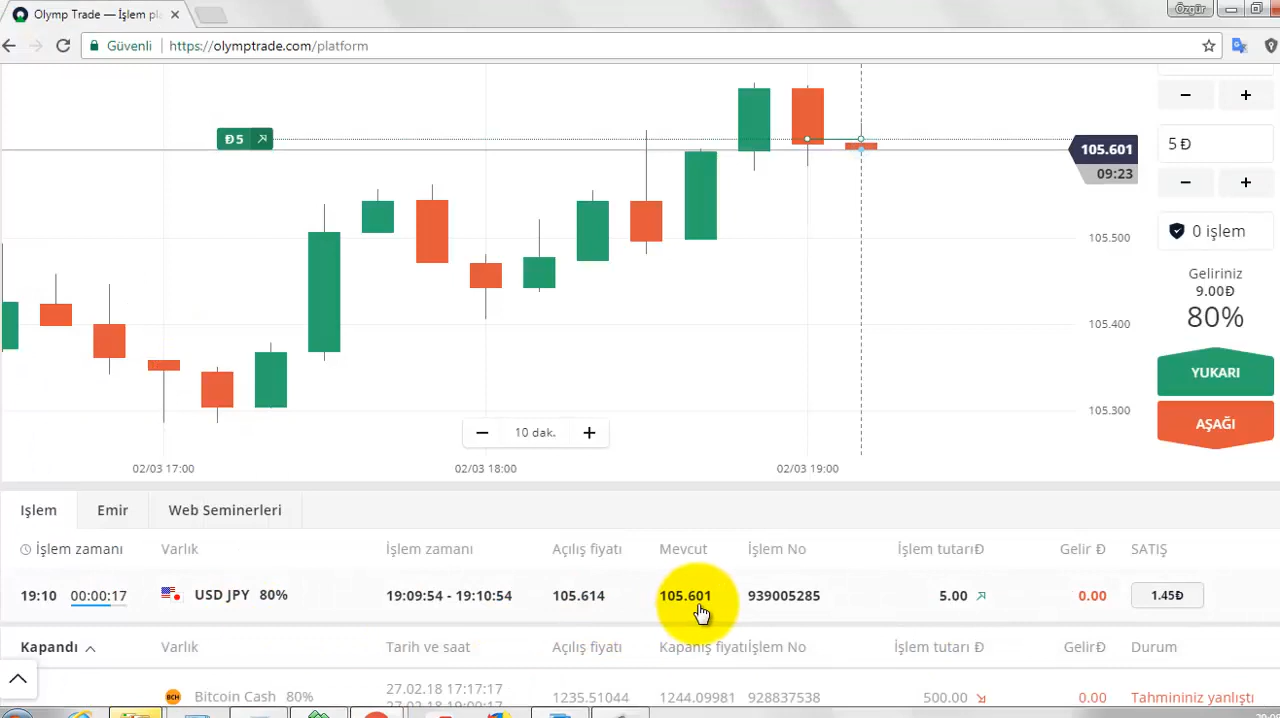 Olymp Trade — İşlem pl
Özgür
Güvenli
https://olymptrade.com/platform
Đ5
105.601
09:23
5 Đ
105.500
0 işlem
Geliriniz
9.00Đ
80%
105.400
YUKARI
105.300
AŞAĞI
10 dak.
02/03 17:00
02/03 18:00
02/03 19:00
İşlem
Emir
Web Seminerleri
İşlem zamanı
Varlık
İşlem zamanı
Açılış fiyatı
Mevcut
İşlem No
İşlem tutarıĐ
Gelir Đ
SATIŞ
19:10
00:00:17
USD JPY 80%
19:09:54 - 19:10:54
105.614
105.601
939005285
5.00
0.00
1.45Đ
Kapandı
Varlık
Tarih ve saat
Açılış fiyatı
Kapanış fiyatı
İşlem No
İşlem tutarı Đ
GelirĐ
Durum
BCH
Bitcoin Cash 80%
27.02.18 17:17:17
1235.51044
1244.09981
928837538
500.00
0.00
Tahmininiz yanlıştı